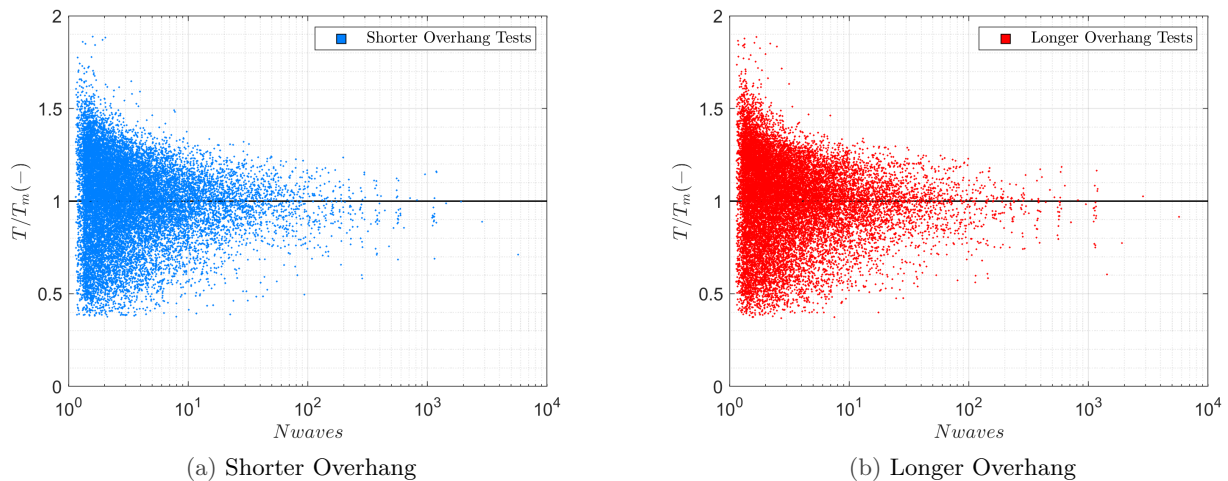 2
1.5
1
0.5
0
T/T_m(−)
Shorter Overhang Tests
10^0 10^1 10^2 10^3 10^4
Nwaves
(a) Shorter Overhang
2
1.5
1
0.5
0
T/T_m(−)
Longer Overhang Tests
10^0 10^1 10^2 10^3 10^4
Nwaves
(b) Longer Overhang